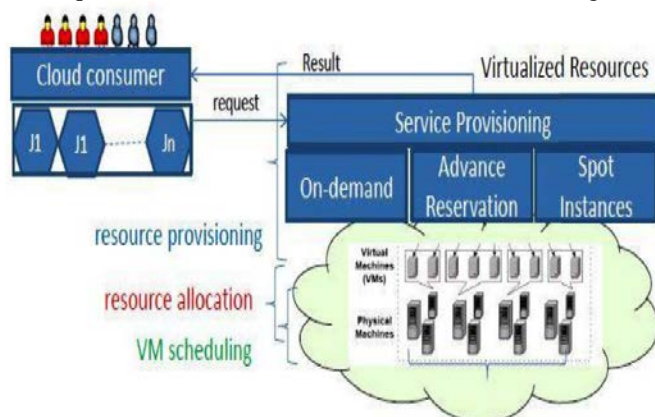 Cloud consumer
J1
J1
Jn
Result
request
Virtualized Resources
Service Provisioning
On-demand
Advance
Reservation
Spot
Instances
resource provisioning
resource allocation
VM scheduling
Virtual
Machines
(VMs)
Physical
Machines